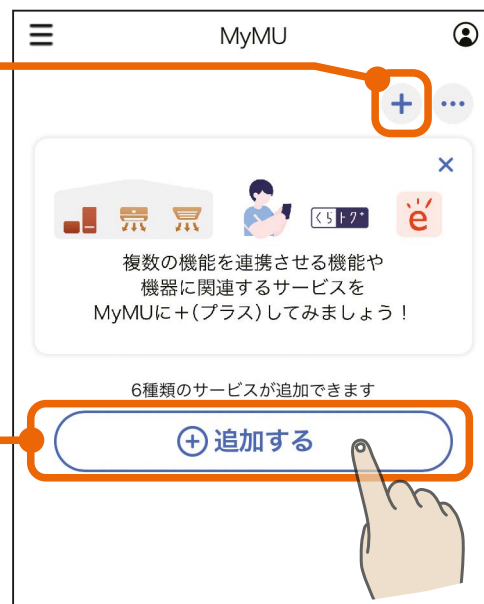 MyMU
くらトク+
é
複数の機能を連携させる機能や
機器に関連するサービスを
MyMUに＋(プラス)してみましょう！
6種類のサービスが追加できます
追加する